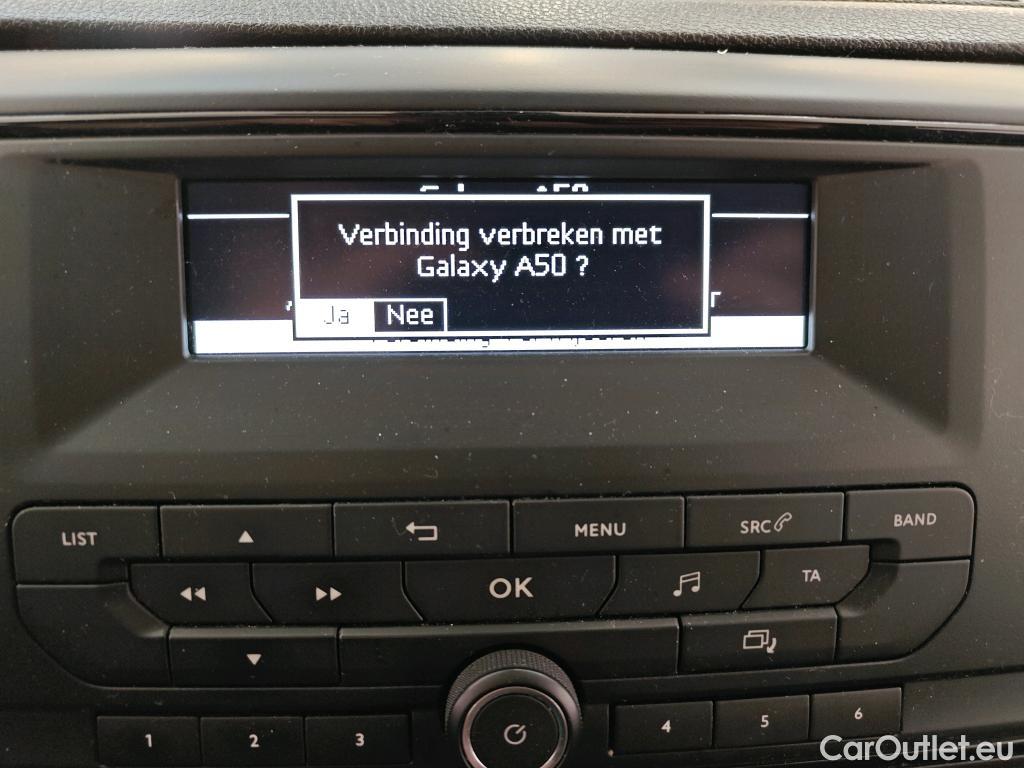 Verbinding verbreken met
Galaxy A50 ?
Ja Nee
LIST
MENU
SRC
BAND
OK
TA
1 2 3 4 5 6
CarOutlet.eu